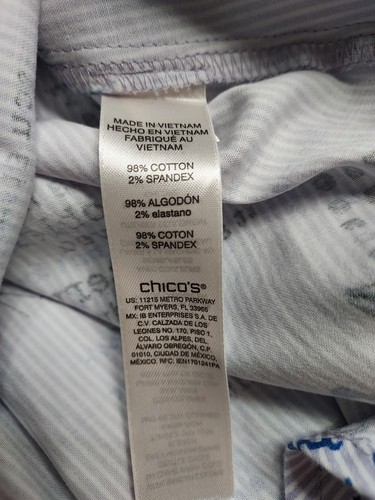 MADE IN VIETNAM
HECHO EN VIETNAM
FABRIQUÉ AU
VIETNAM
98% COTTON
2% SPANDEX
98% ALGODÓN
2% elastano
98% COTON
2% SPANDEX
chico's®
US: 11215 METRO PARKWAY
FORT MYERS, FL 33966
MX: IB ENTERPRISES S.A. DE
C.V. CALZADA DE LOS
LEONES NO. 170, PISO 1,
COL. LOS ALPES, DEL.
ÁLVARO OBREGÓN, C.P.
01010, CIUDAD DE MÉXICO,
MÉXICO. RFC: IEN1701241PA